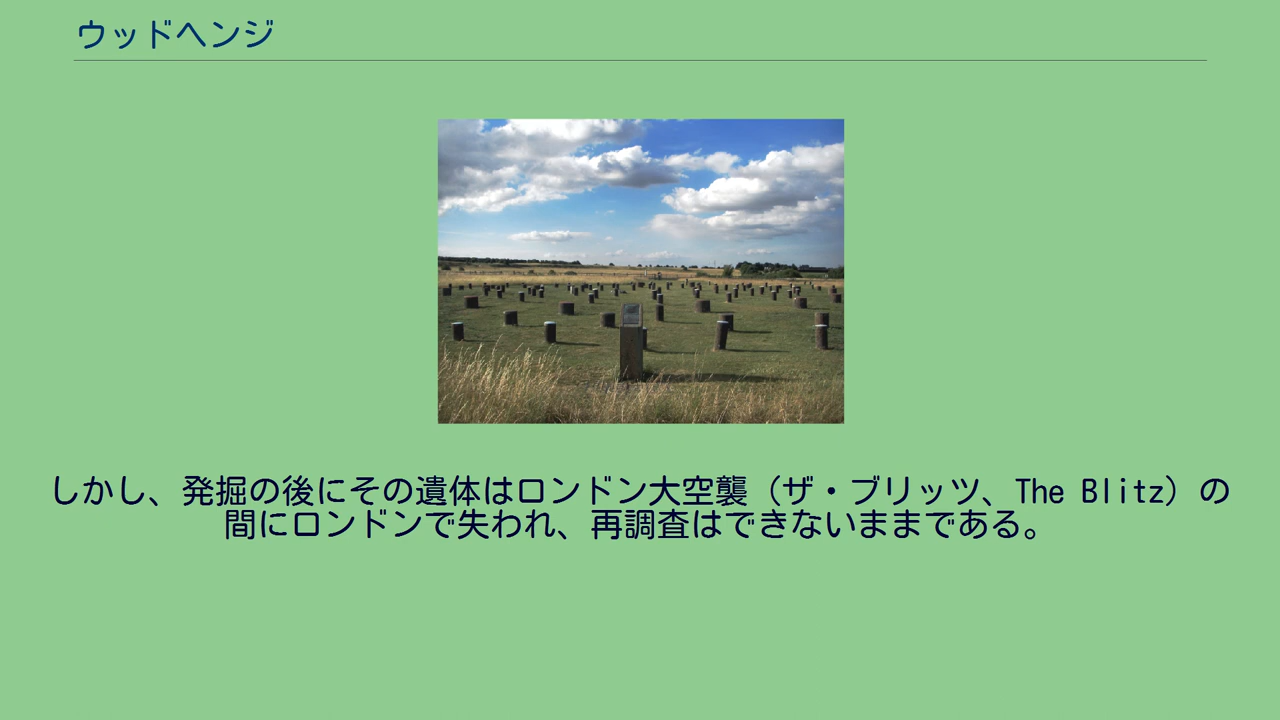 ウッドヘンジ
しかし、発掘の後にその遺体はロンドン大空襲（ザ・ブリッツ、The Blitz）の
間にロンドンで失われ、再調査はできないままである。